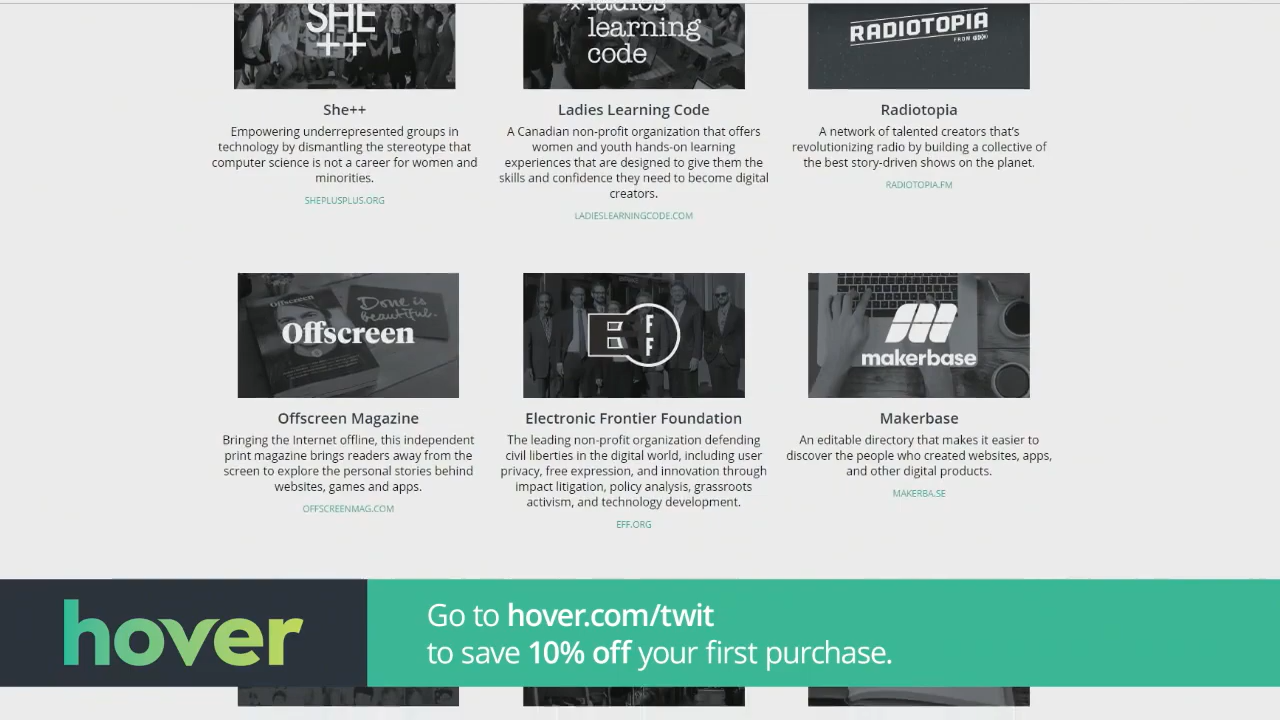 SHE
++
ladies
learning
code
RADIOTOPIA
FROM
She++
Empowering underrepresented groups in
technology by dismantling the stereotype that
computer science is not a career for women and
minorities.
SHEPLUSPLUS.ORG
Ladies Learning Code
A Canadian non-profit organization that offers
women and youth hands-on learning
experiences that are designed to give them the
skills and confidence they need to become digital
creators.
LADIESLEARNINGCODE.COM
Radiotopia
A network of talented creators that's
revolutionizing radio by building a collective of
the best story-driven shows on the planet.
RADIOTOPIA.FM
Offscreen
Done is
beautiful.
Offscreen
E
F
F
makerbase
Offscreen Magazine
Bringing the Internet offline, this independent
print magazine brings readers away from the
screen to explore the personal stories behind
websites, games and apps.
OFFSCREENMAG.COM
Electronic Frontier Foundation
The leading non-profit organization defending
civil liberties in the digital world, including user
privacy, free expression, and innovation through
impact litigation, policy analysis, grassroots
activism, and technology development.
EFF.ORG
Makerbase
An editable directory that makes it easier to
discover the people who created websites, apps,
and other digital products.
MAKERBA.SE
hover
Go to hover.com/twit
to save 10% off your first purchase.